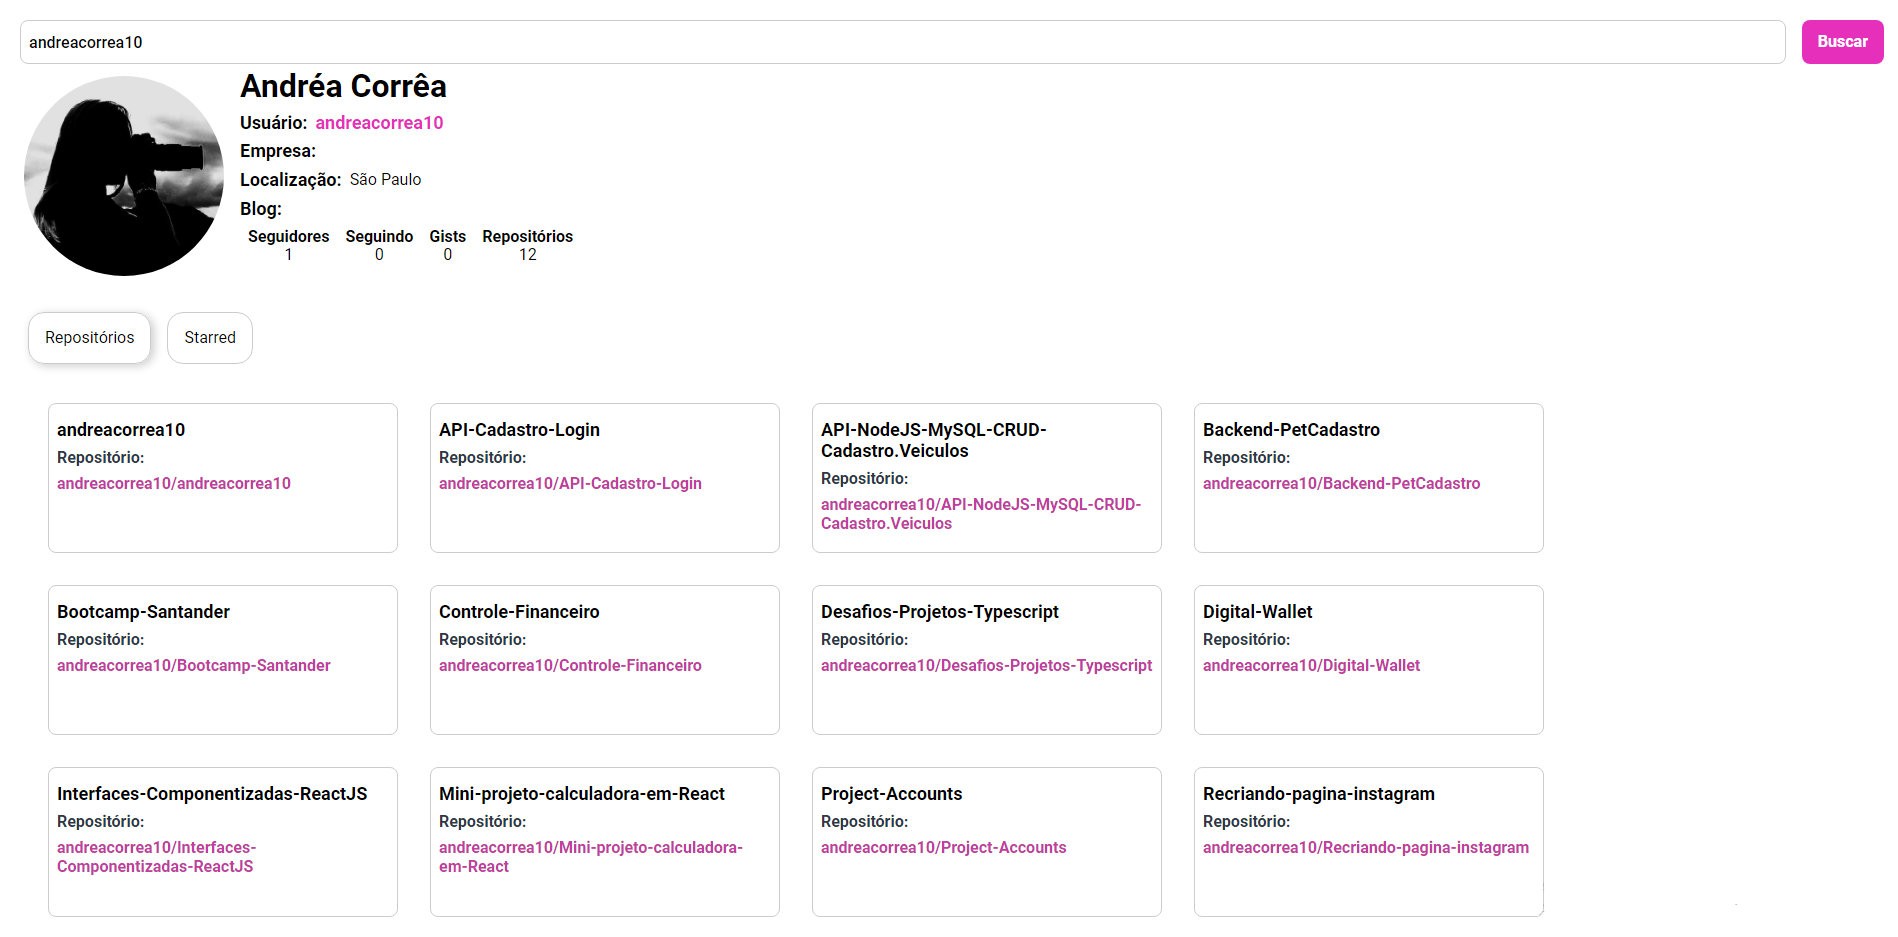 andreacorrea10
Buscar
Andréa Corrêa
Usuário: andreacorrea10
Empresa:
Localização: São Paulo
Blog:
Seguidores Seguindo Gists Repositórios
1 0 0 12
Repositórios Starred
andreacorrea10
Repositório:
andreacorrea10/andreacorrea10
API-Cadastro-Login
Repositório:
andreacorrea10/API-Cadastro-Login
API-NodeJS-MySQL-CRUD-
Cadastro.Veiculos
Repositório:
andreacorrea10/API-NodeJS-MySQL-CRUD-
Cadastro.Veiculos
Backend-PetCadastro
Repositório:
andreacorrea10/Backend-PetCadastro
Bootcamp-Santander
Repositório:
andreacorrea10/Bootcamp-Santander
Controle-Financeiro
Repositório:
andreacorrea10/Controle-Financeiro
Desafios-Projetos-Typescript
Repositório:
andreacorrea10/Desafios-Projetos-Typescript
Digital-Wallet
Repositório:
andreacorrea10/Digital-Wallet
Interfaces-Componentizadas-ReactJS
Repositório:
andreacorrea10/Interfaces-
Componentizadas-ReactJS
Mini-projeto-calculadora-em-React
Repositório:
andreacorrea10/Mini-projeto-calculadora-
em-React
Project-Accounts
Repositório:
andreacorrea10/Project-Accounts
Recriando-pagina-instagram
Repositório:
andreacorrea10/Recriando-pagina-instagram